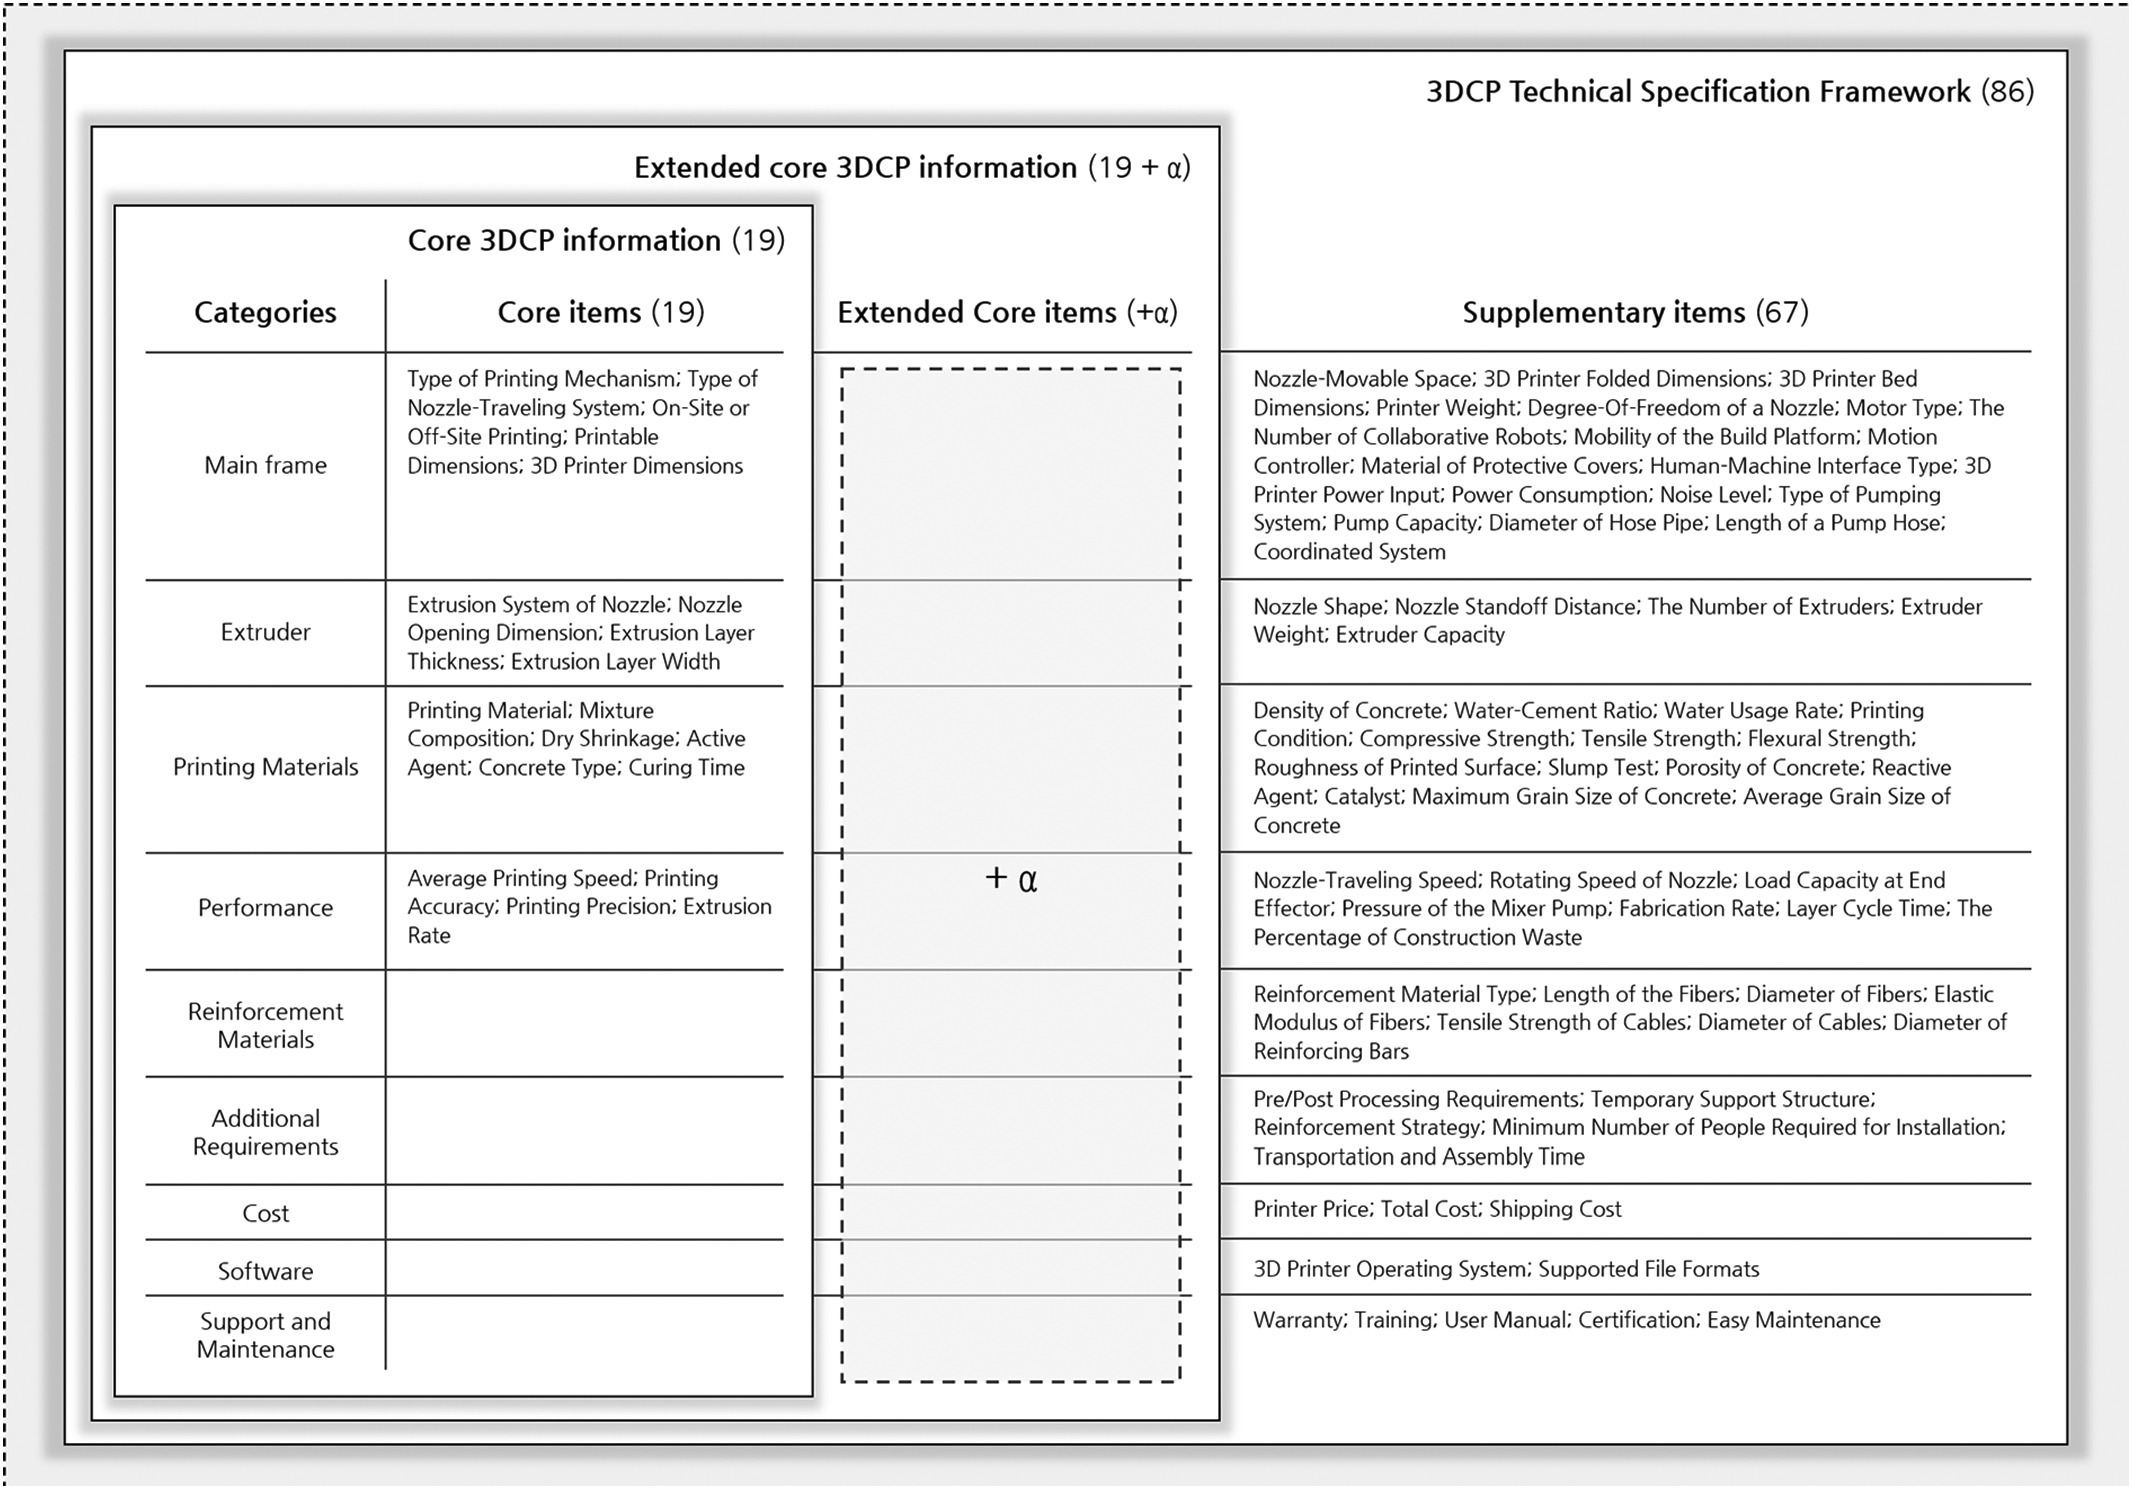 3DCP Technical Specification Framework (86)
Extended core 3DCP information (19 + α)
Core 3DCP information (19)
Categories
Core items (19)
Extended Core items (+α)
Supplementary items (67)
Main frame
Type of Printing Mechanism; Type of
Nozzle-Traveling System; On-Site or
Off-Site Printing; Printable
Dimensions; 3D Printer Dimensions
Nozzle-Movable Space; 3D Printer Folded Dimensions; 3D Printer Bed
Dimensions; Printer Weight; Degree-Of-Freedom of a Nozzle; Motor Type; The
Number of Collaborative Robots; Mobility of the Build Platform; Motion
Controller; Material of Protective Covers; Human-Machine Interface Type; 3D
Printer Power Input; Power Consumption; Noise Level; Type of Pumping
System; Pump Capacity; Diameter of Hose Pipe; Length of a Pump Hose;
Coordinated System
Extruder
Extrusion System of Nozzle; Nozzle
Opening Dimension; Extrusion Layer
Thickness; Extrusion Layer Width
Nozzle Shape; Nozzle Standoff Distance; The Number of Extruders; Extruder
Weight; Extruder Capacity
Printing Materials
Printing Material; Mixture
Composition; Dry Shrinkage; Active
Agent; Concrete Type; Curing Time
Density of Concrete; Water-Cement Ratio; Water Usage Rate; Printing
Condition; Compressive Strength; Tensile Strength; Flexural Strength;
Roughness of Printed Surface; Slump Test; Porosity of Concrete; Reactive
Agent; Catalyst; Maximum Grain Size of Concrete; Average Grain Size of
Concrete
Performance
Average Printing Speed; Printing
Accuracy; Printing Precision; Extrusion
Rate
+ α
Nozzle-Traveling Speed; Rotating Speed of Nozzle; Load Capacity at End
Effector; Pressure of the Mixer Pump; Fabrication Rate; Layer Cycle Time; The
Percentage of Construction Waste
Reinforcement
Materials
Reinforcement Material Type; Length of the Fibers; Diameter of Fibers; Elastic
Modulus of Fibers; Tensile Strength of Cables; Diameter of Cables; Diameter of
Reinforcing Bars
Additional
Requirements
Pre/Post Processing Requirements; Temporary Support Structure;
Reinforcement Strategy; Minimum Number of People Required for Installation;
Transportation and Assembly Time
Cost
Printer Price; Total Cost; Shipping Cost
Software
3D Printer Operating System; Supported File Formats
Support and
Maintenance
Warranty; Training; User Manual; Certification; Easy Maintenance